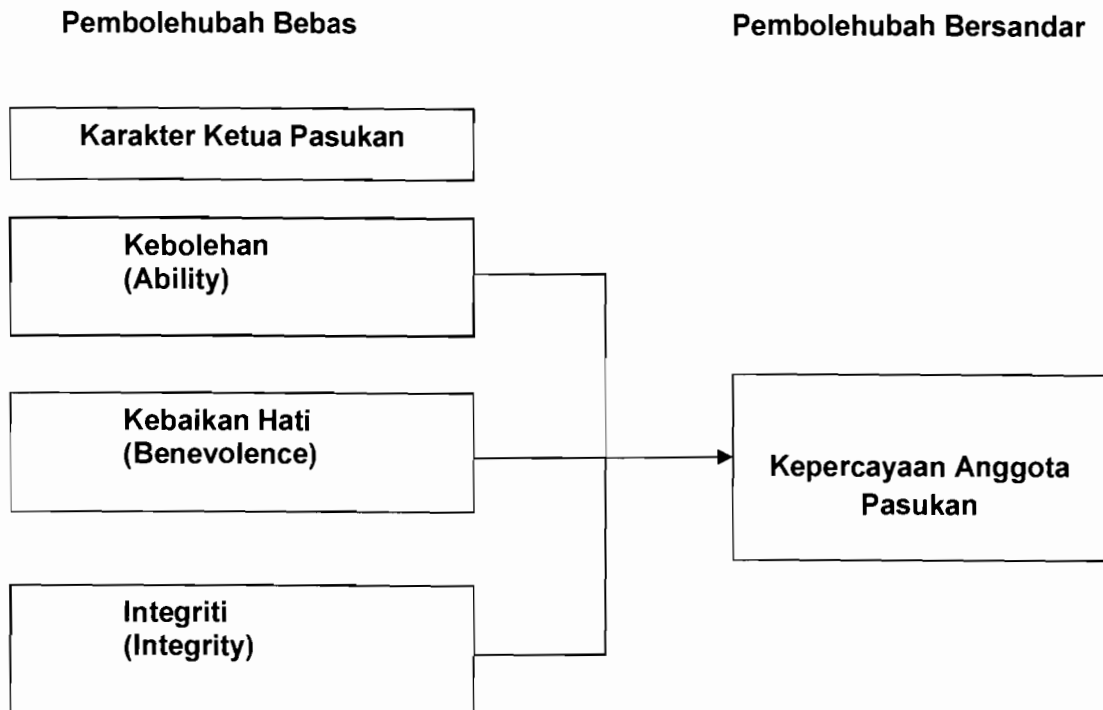 Pembolehubah Bebas
Pembolehubah Bersandar
Karakter Ketua Pasukan
Kebolehan
(Ability)
Kebaikan Hati
(Benevolence)
Kepercayaan Anggota
Pasukan
Integriti
(Integrity)